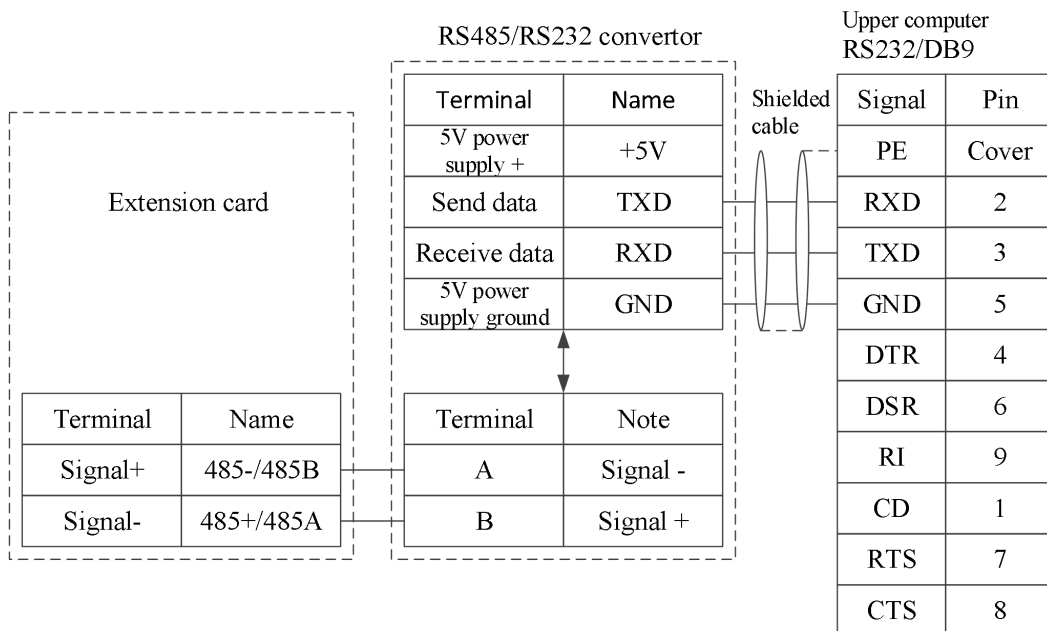 Upper computer
RS232/DB9
RS485/RS232 convertor
Terminal Name
5V power
supply + +5V
Send data TXD
Receive data RXD
5V power
supply ground GND
Shielded
cable
Signal Pin
PE Cover
RXD 2
TXD 3
GND 5
DTR 4
DSR 6
RI 9
CD 1
RTS 7
CTS 8
Extension card
Terminal Name
Signal+ 485-/485B
Signal- 485+/485A
Terminal Note
A Signal -
B Signal +